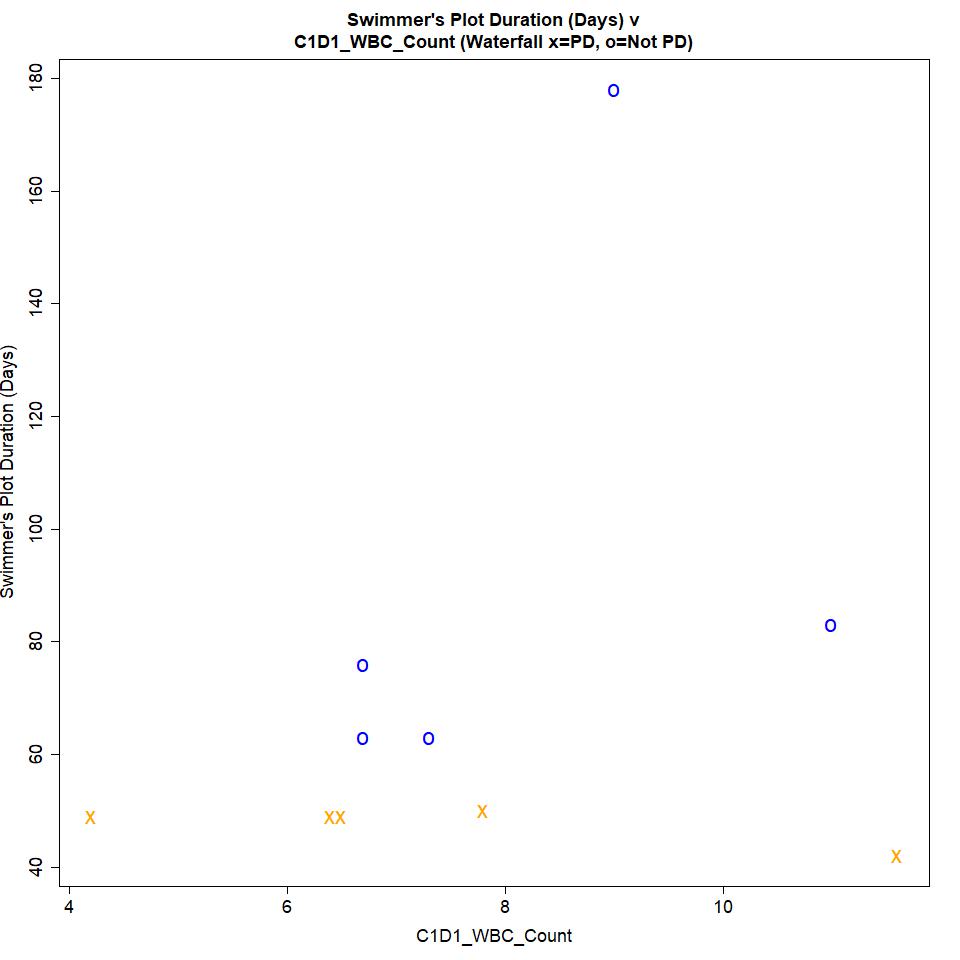 Swimmer's Plot Duration (Days) v
C1D1_WBC_Count (Waterfall x=PD, o=Not PD)
Swimmer's Plot Duration (Days)
180
160
140
120
100
80
60
40
o
o
o
o
o
x
xx
x
x
4
6
8
10
C1D1_WBC_Count